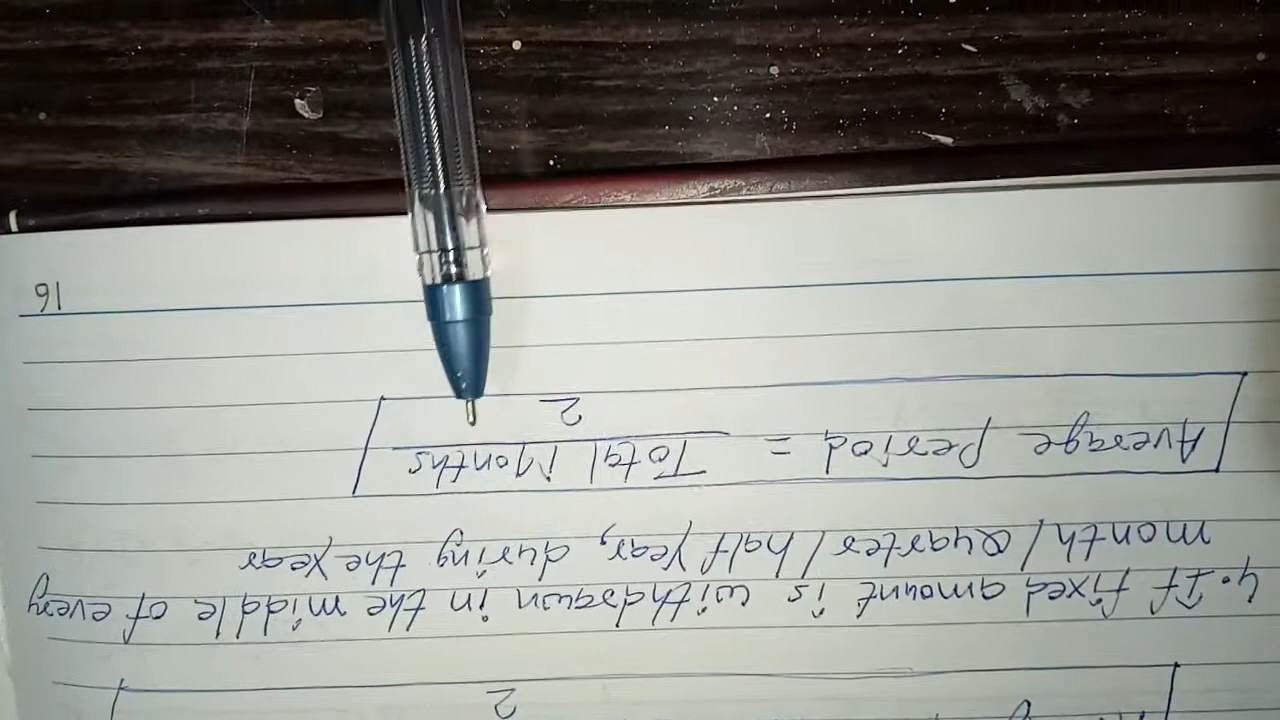 2
4. If fixed amount is withdrawn in the middle of every
month/Quarter/half year, during the year
Average Period = Total Months
2
16